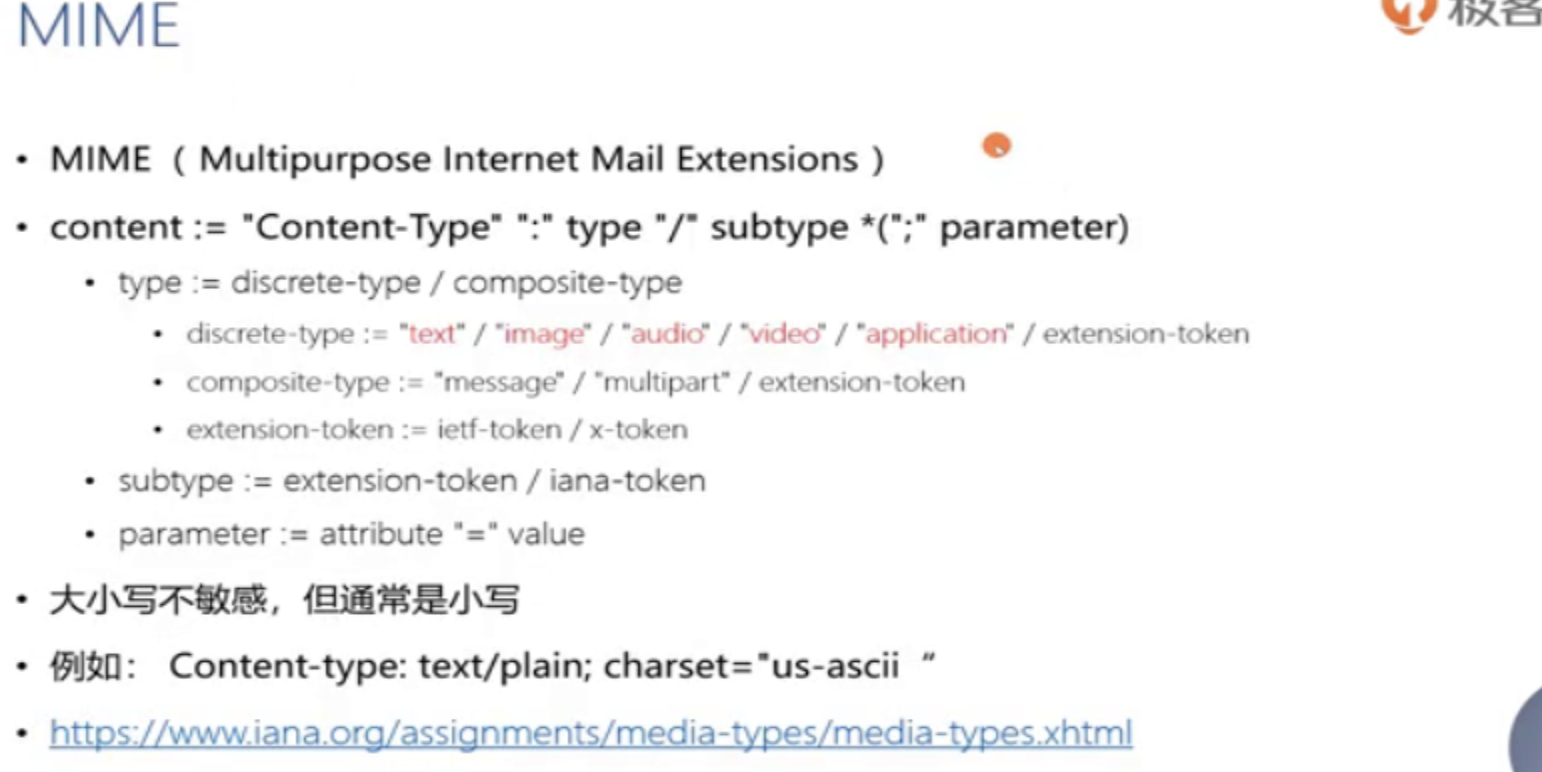 MIME
极客
• MIME（ Multipurpose Internet Mail Extensions ）
• content := "Content-Type" ":" type "/" subtype *(";" parameter)
• type := discrete-type / composite-type
• discrete-type := "text" / "image" / "audio" / "video" / "application" / extension-token
• composite-type := "message" / "multipart" / extension-token
• extension-token := ietf-token / x-token
• subtype := extension-token / iana-token
• parameter := attribute "=" value
• 大小写不敏感，但通常是小写
• 例如： Content-type: text/plain; charset="us-ascii “
• https://www.iana.org/assignments/media-types/media-types.xhtml